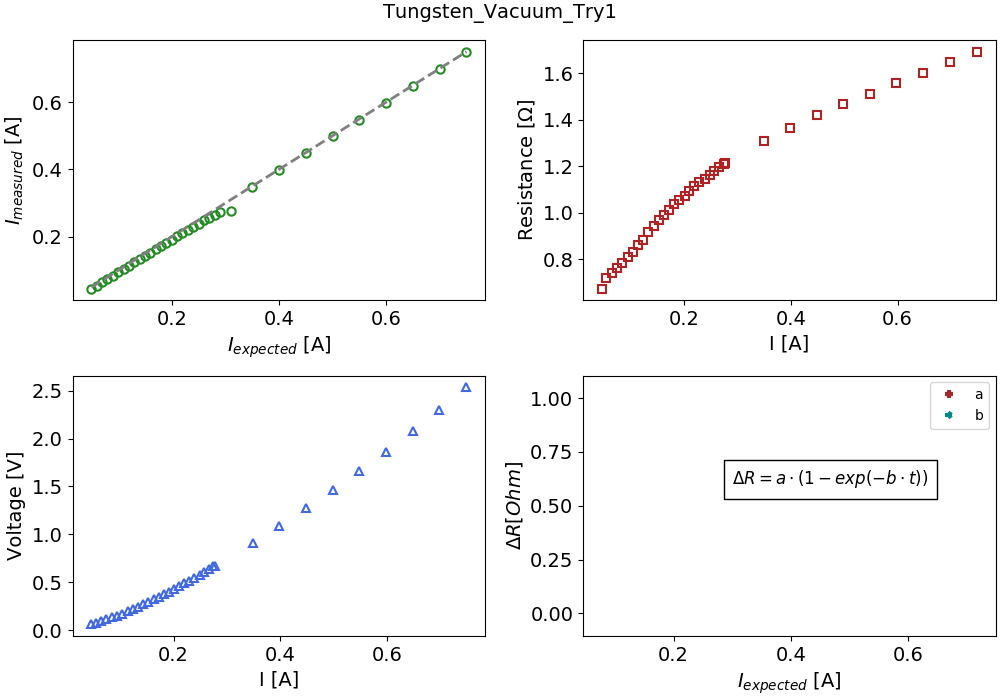 Tungsten_Vacuum_Try1
I_measured [A]
0.6
0.4
0.2
0.2 0.4 0.6
I_expected [A]
Resistance [Ω]
1.6
1.4
1.2
1.0
0.8
0.2 0.4 0.6
I [A]
Voltage [V]
2.5
2.0
1.5
1.0
0.5
0.0
0.2 0.4 0.6
I [A]
ΔR[Ohm]
1.00
0.75
0.50
0.25
0.00
a
b
ΔR = a · (1 − exp(−b · t))
0.2 0.4 0.6
I_expected [A]